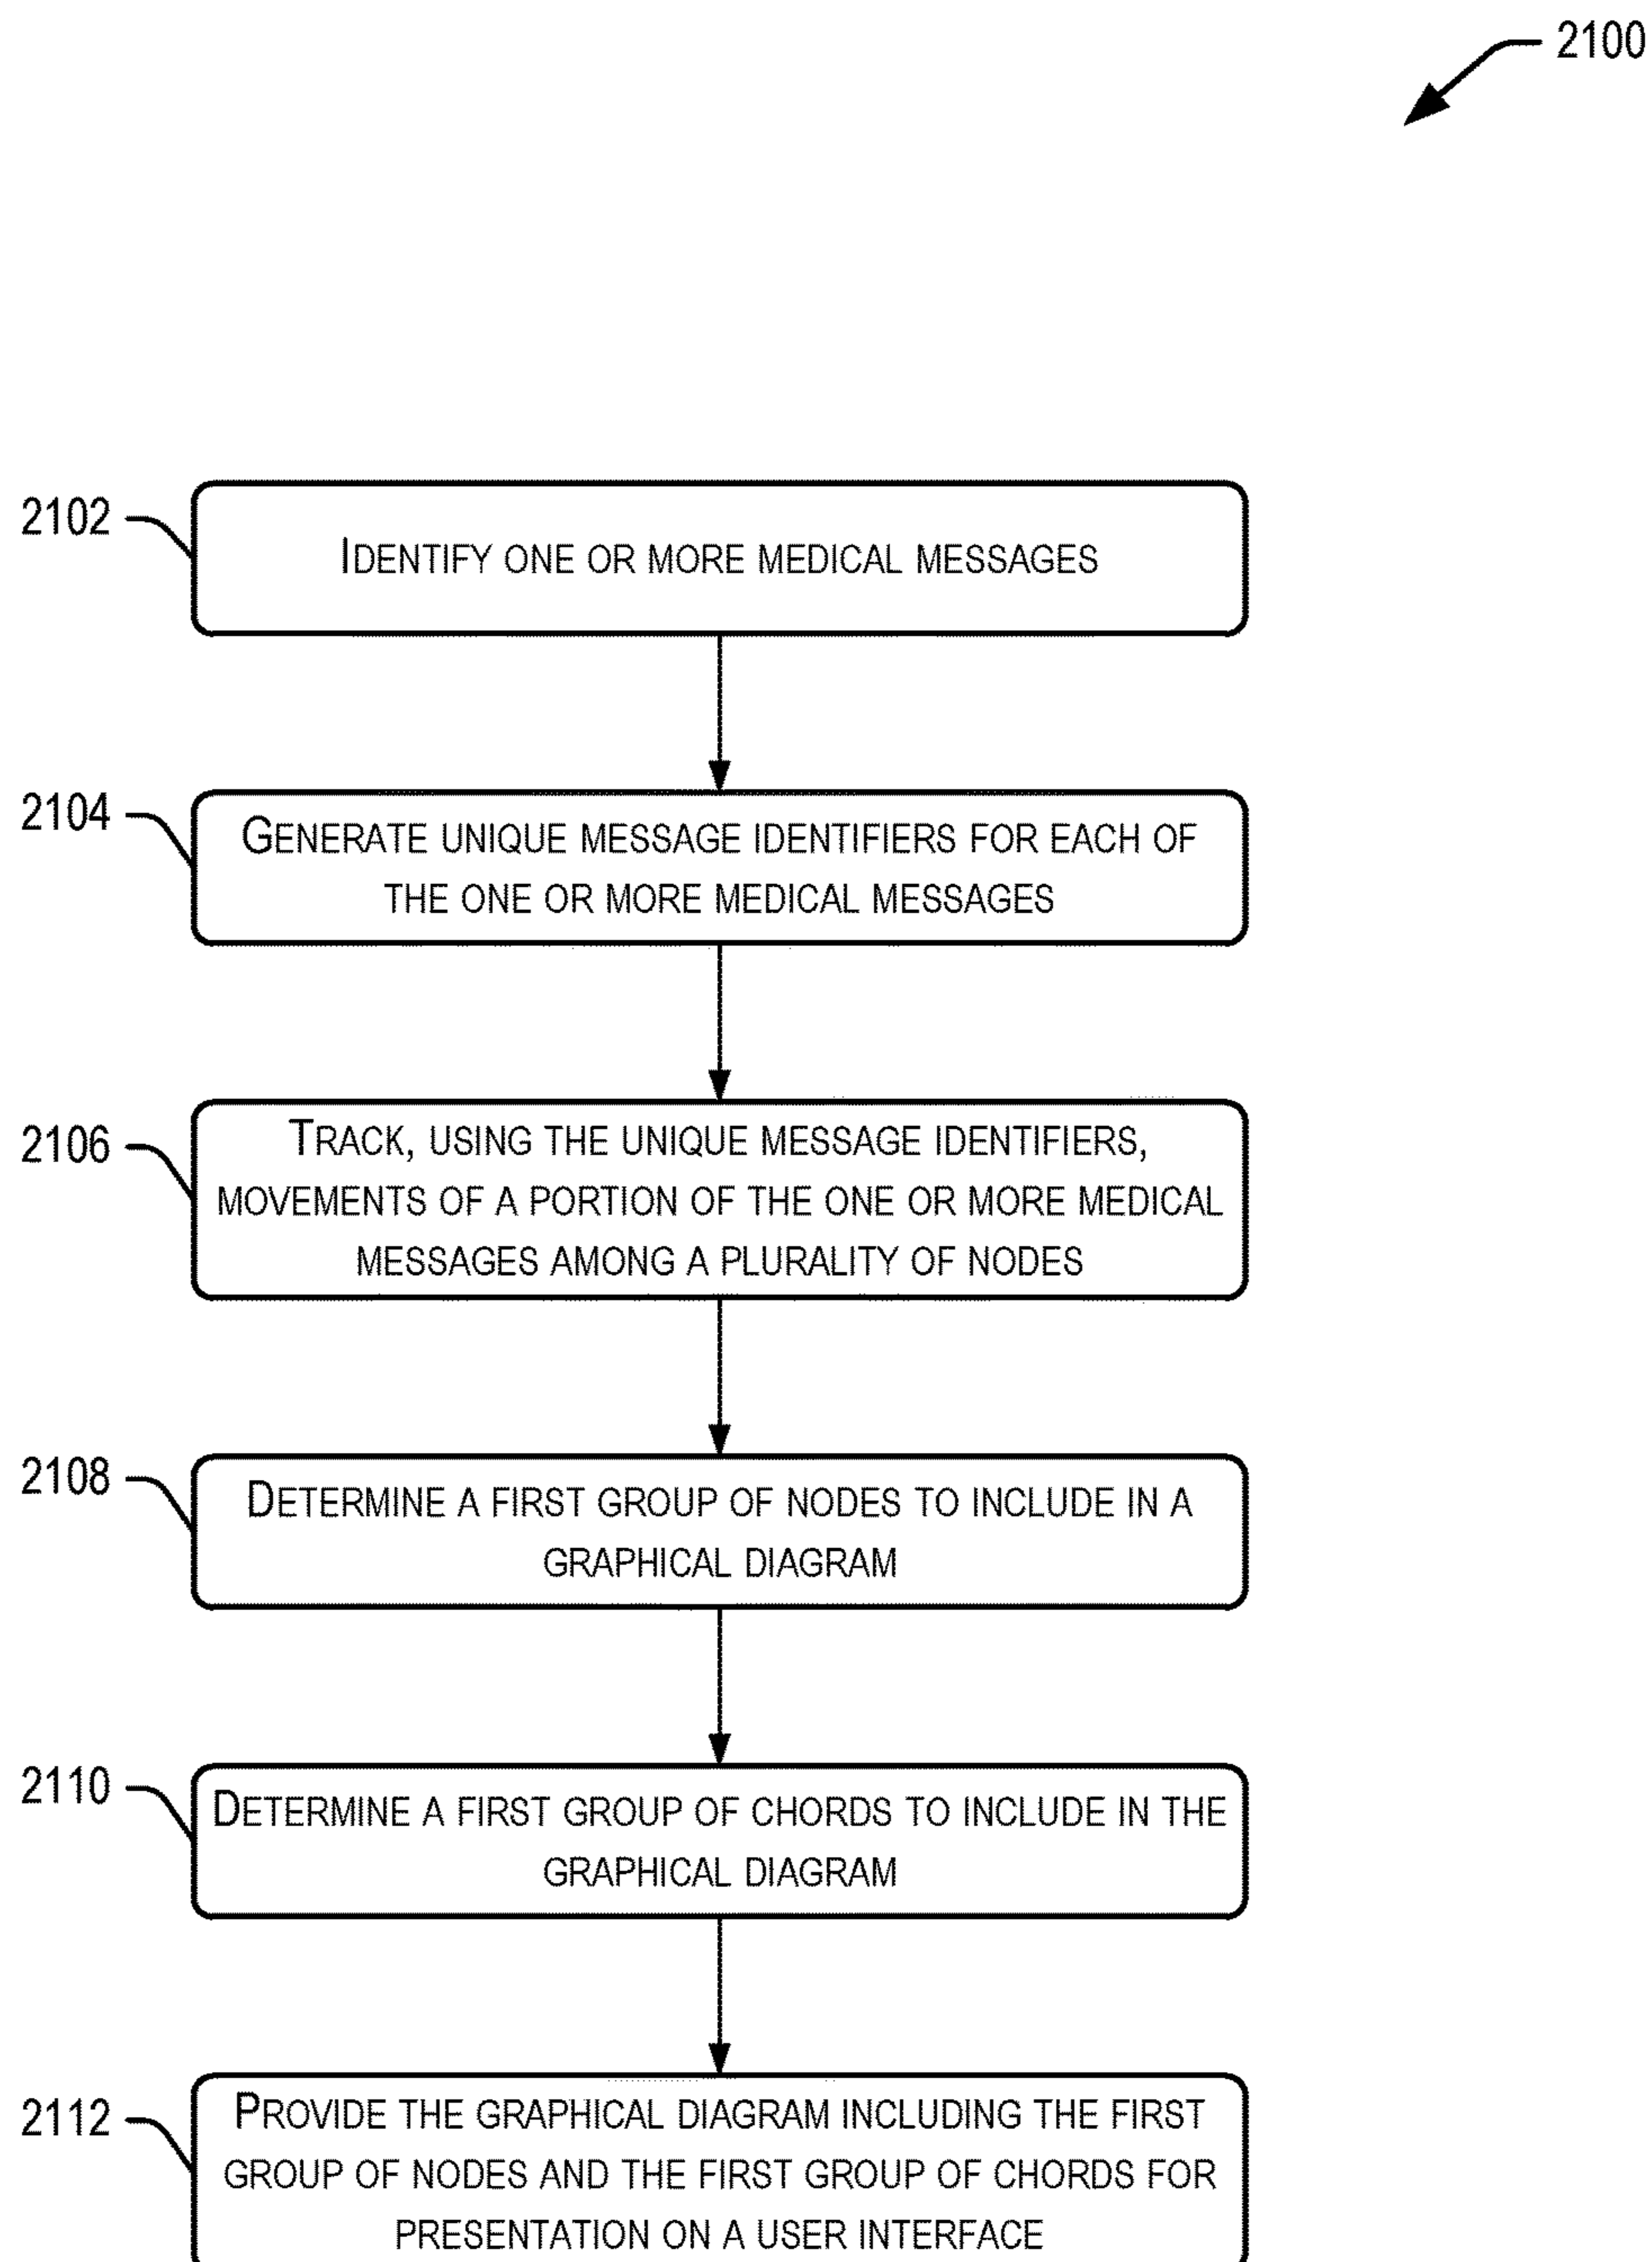 2100
2102
IDENTIFY ONE OR MORE MEDICAL MESSAGES
2104
GENERATE UNIQUE MESSAGE IDENTIFIERS FOR EACH OF
THE ONE OR MORE MEDICAL MESSAGES
2106
TRACK, USING THE UNIQUE MESSAGE IDENTIFIERS,
MOVEMENTS OF A PORTION OF THE ONE OR MORE MEDICAL
MESSAGES AMONG A PLURALITY OF NODES
2108
DETERMINE A FIRST GROUP OF NODES TO INCLUDE IN A
GRAPHICAL DIAGRAM
2110
DETERMINE A FIRST GROUP OF CHORDS TO INCLUDE IN THE
GRAPHICAL DIAGRAM
2112
PROVIDE THE GRAPHICAL DIAGRAM INCLUDING THE FIRST
GROUP OF NODES AND THE FIRST GROUP OF CHORDS FOR
PRESENTATION ON A USER INTERFACE